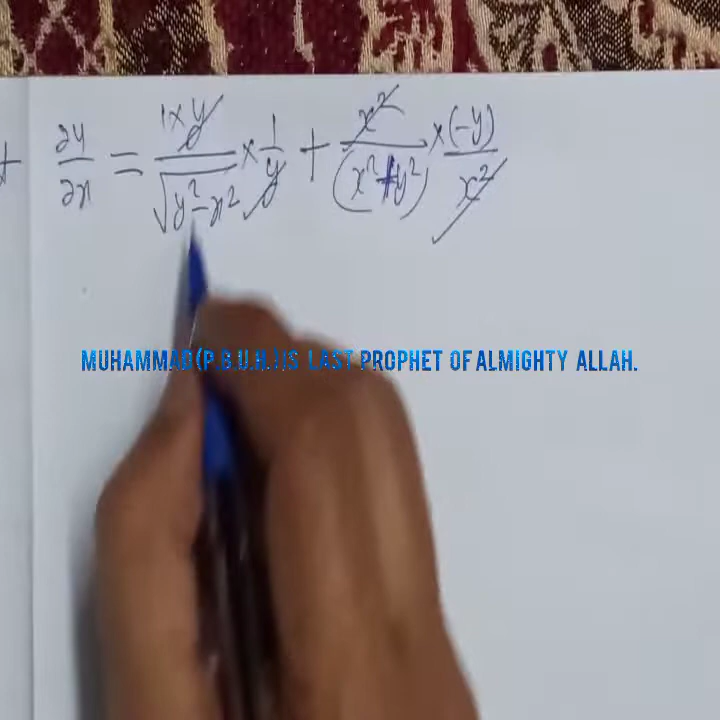 + ∂u/∂x = 1×y/√y²-x² × 1/y + x²/(x²+y²) × (-y)/x²
MUHAMMAD(P.B.U.H.)IS LAST PROPHET OF ALMIGHTY ALLAH.